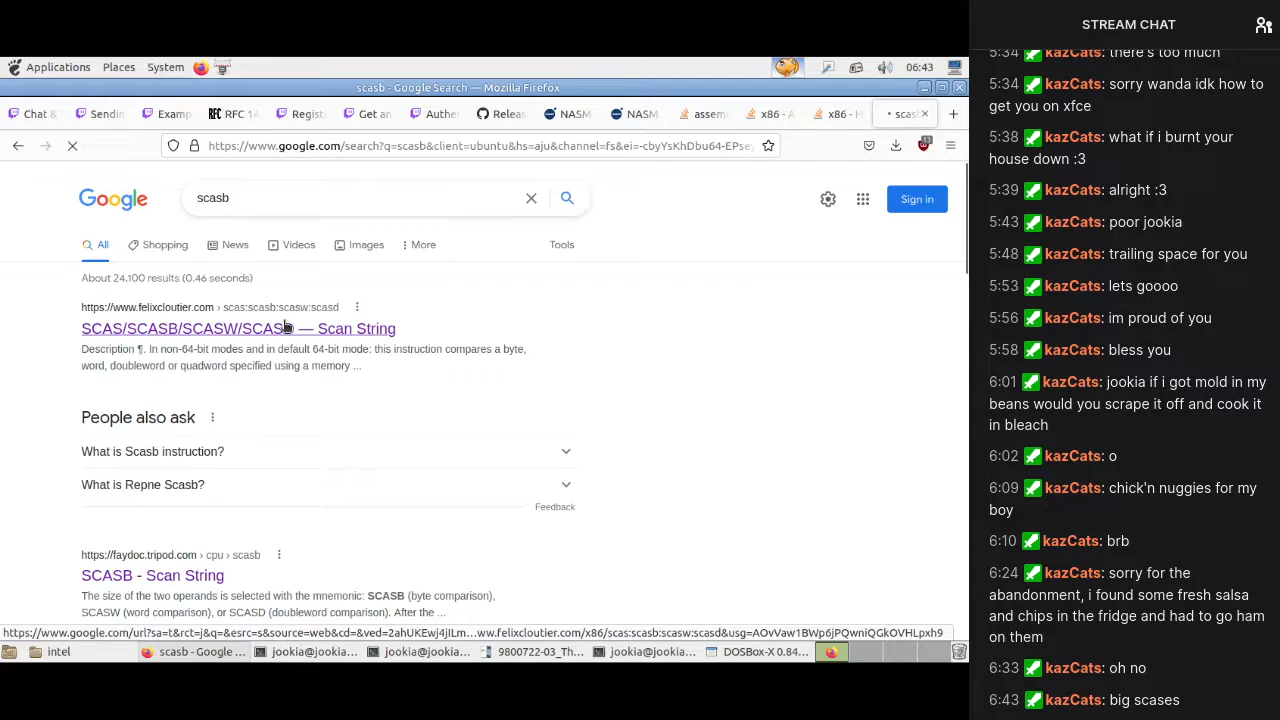 Applications Places System 06:43
scasb - Google Search — Mozilla Firefox
Chat & Sendin Examp RFC 14 Regist Get an Auther Releas NASM NASM assem x86 - A x86 - H scas
https://www.google.com/search?q=scasb&client=ubuntu&hs=aju&channel=fs&ei=-cbyYsKhDbu64-EPsey 13
Google
scasb
Sign in
All Shopping News Videos Images More Tools
About 24,100 results (0.46 seconds)
https://www.felixcloutier.com › scas:scasb:scasw:scasd
SCAS/SCASB/SCASW/SCASD — Scan String
Description ¶. In non-64-bit modes and in default 64-bit mode: this instruction compares a byte,
word, doubleword or quadword specified using a memory ...
People also ask
What is Scasb instruction?
What is Repne Scasb?
Feedback
https://faydoc.tripod.com › cpu › scasb
SCASB - Scan String
The size of the two operands is selected with the mnemonic: SCASB (byte comparison),
SCASW (word comparison), or SCASD (doubleword comparison). After the ...
https://www.google.com/url?sa=t&rct=j&q=&esrc=s&source=web&cd=&ved=2ahUKEwj4jILm...ww.felixcloutier.com/x86/scas:scasb:scasw:scasd&usg=AOvVaw1BWp6jPQwniQGkOVHLpxh9
intel scasb - Google ... jookia@jookia... jookia@jookia... 9800722-03_Th... jookia@jookia... DOSBox-X 0.84...
STREAM CHAT
5:34 kazCats: there's too much
5:34 kazCats: sorry wanda idk how to
get you on xfce
5:38 kazCats: what if i burnt your
house down :3
5:39 kazCats: alright :3
5:43 kazCats: poor jookia
5:48 kazCats: trailing space for you
5:53 kazCats: lets goooo
5:56 kazCats: im proud of you
5:58 kazCats: bless you
6:01 kazCats: jookia if i got mold in my
beans would you scrape it off and cook it
in bleach
6:02 kazCats: o
6:09 kazCats: chick'n nuggies for my
boy
6:10 kazCats: brb
6:24 kazCats: sorry for the
abandonment, i found some fresh salsa
and chips in the fridge and had to go ham
on them
6:33 kazCats: oh no
6:43 kazCats: big scases